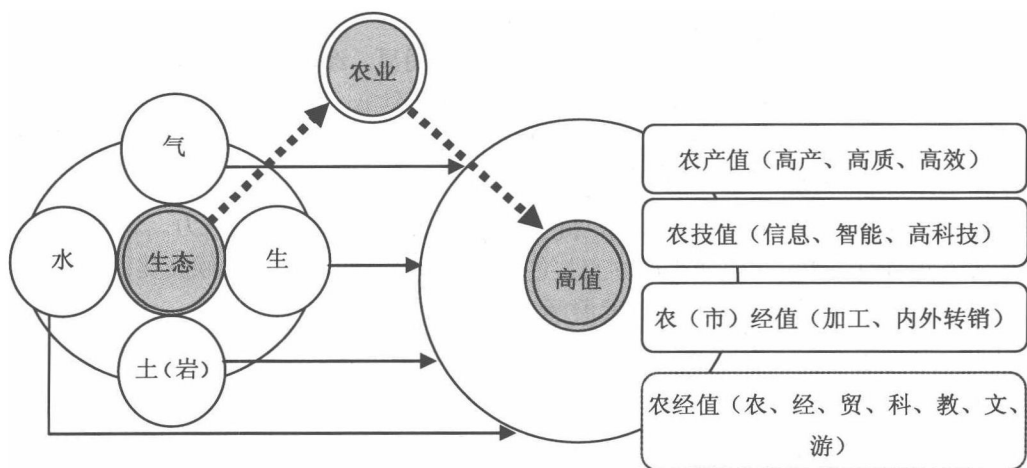 农业
气
水
生态
生
土（岩）
高值
农产值（高产、高质、高效）
农技值（信息、智能、高科技）
农（市）经值（加工、内外转销）
农经值（农、经、贸、科、教、文、
游）